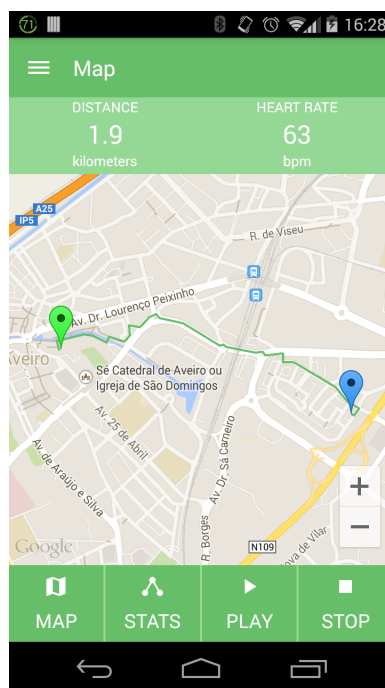 71
16:28
Map
DISTANCE
1.9
kilometers
HEART RATE
63
bpm
A25
IP5
R. de Viseu
Av. Dr. Lourenço Peixinho
Aveiro
Sé Catedral de Aveiro ou
Igreja de São Domingos
Av. 25 de Abril
Av. de Araújo e Silva
Av. Dr. Sá Carneiro
R. Borges
N109
ova de Vilar
Google
+
−
MAP
STATS
PLAY
STOP